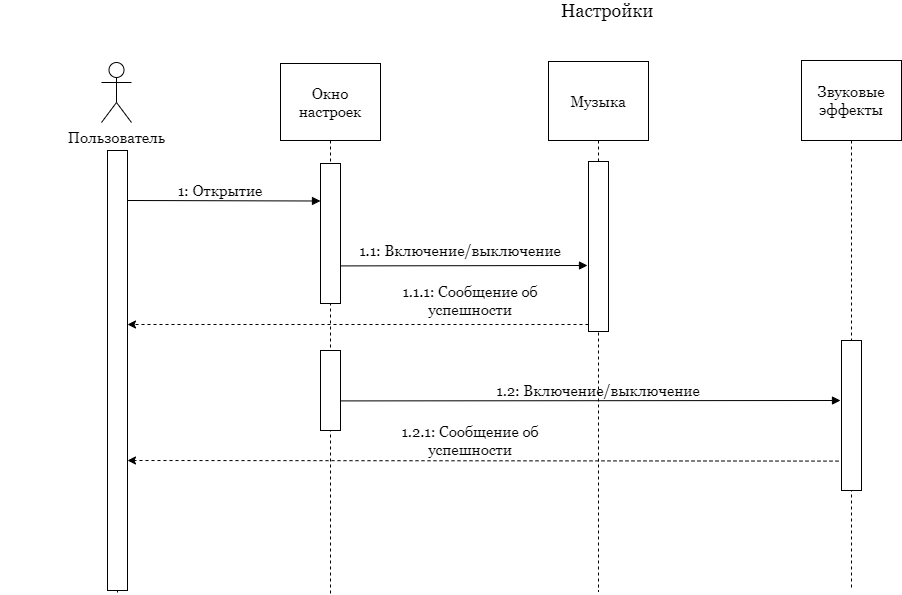 Настройки
Пользователь
Окно
настроек
Музыка
Звуковые
эффекты
1: Открытие
1.1: Включение/выключение
1.1.1: Сообщение об
успешности
1.2: Включение/выключение
1.2.1: Сообщение об
успешности